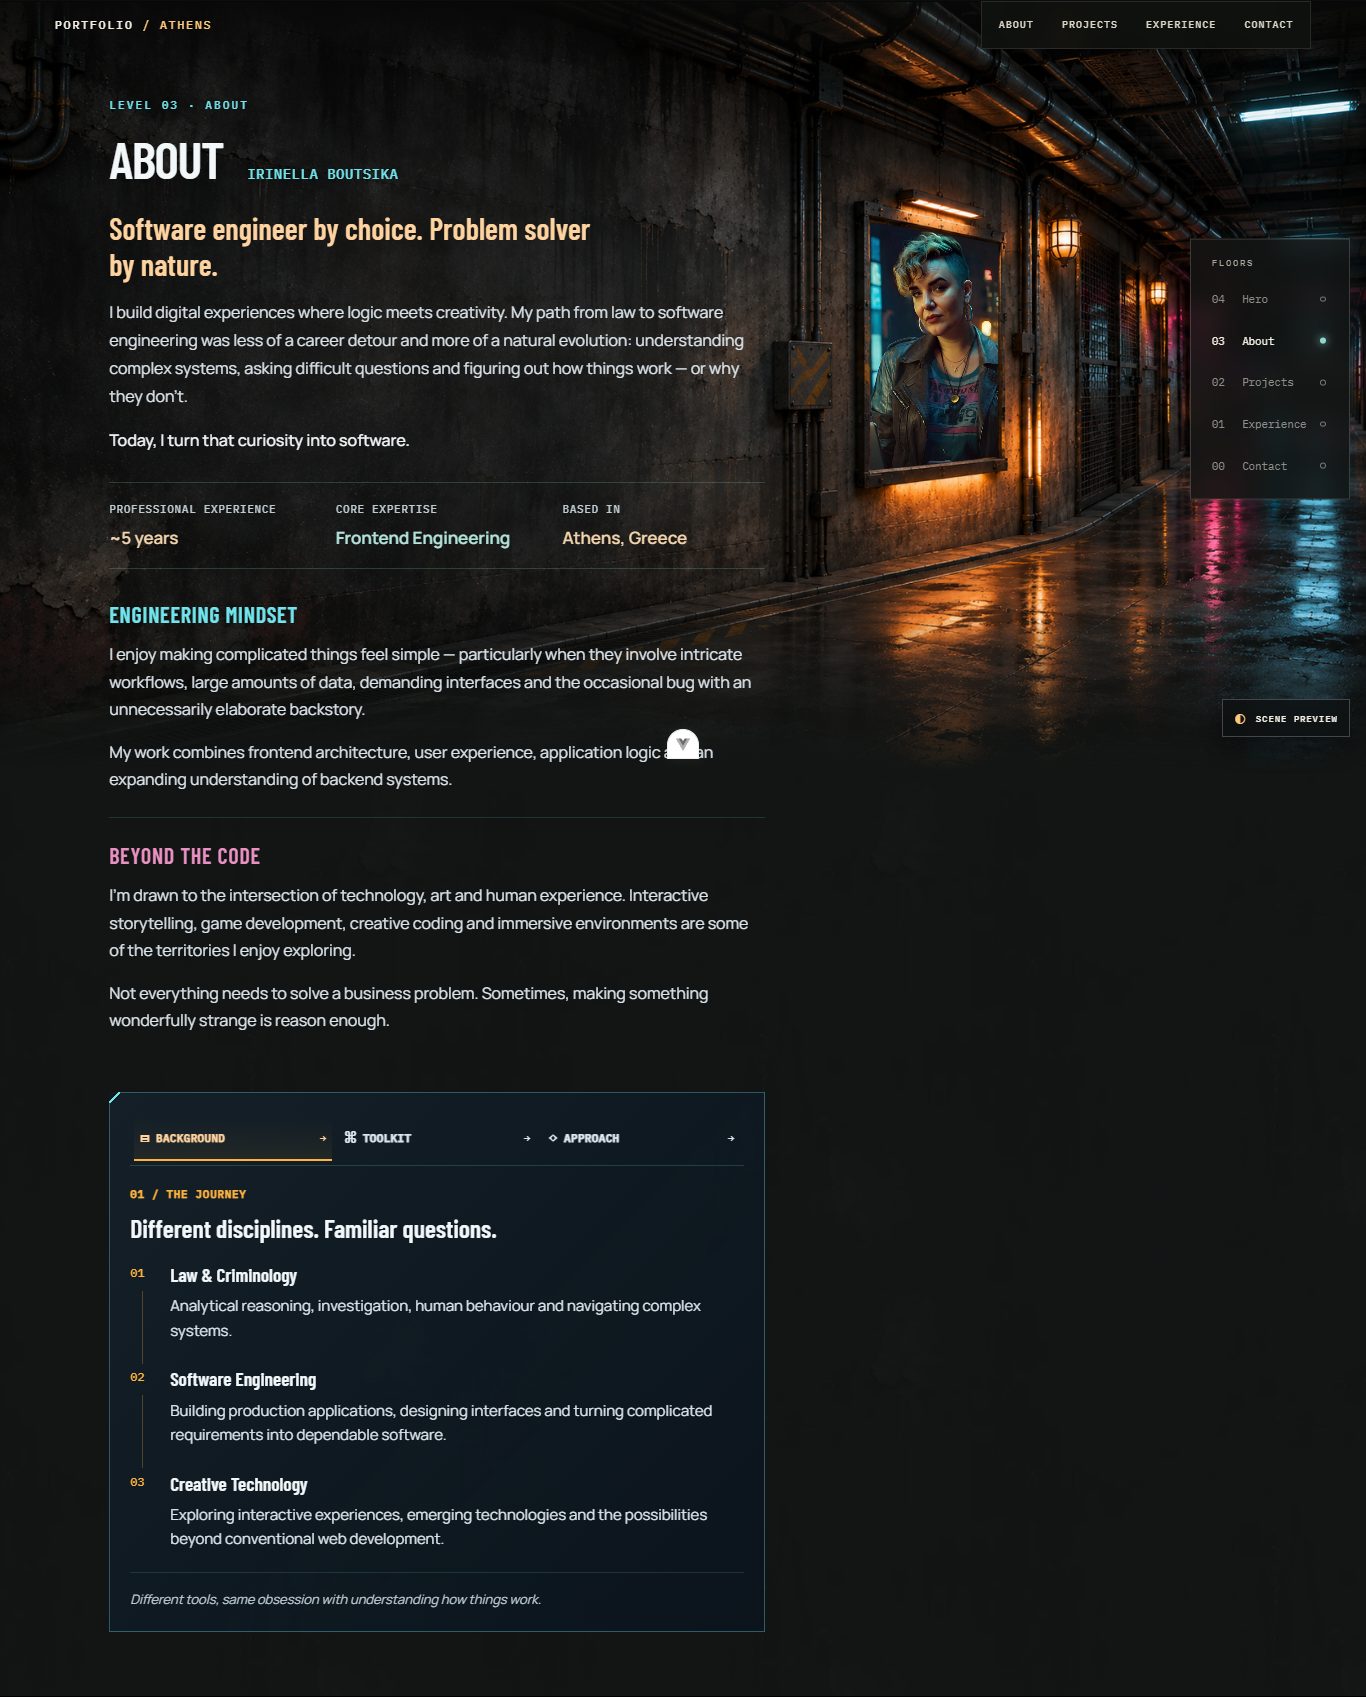 PORTFOLIO / ATHENS
ABOUT PROJECTS EXPERIENCE CONTACT
LEVEL 03 · ABOUT
ABOUT IRINELLA BOUTSIKA
Software engineer by choice. Problem solver
by nature.
I build digital experiences where logic meets creativity. My path from law to software
engineering was less of a career detour and more of a natural evolution: understanding
complex systems, asking difficult questions and figuring out how things work — or why
they don't.
Today, I turn that curiosity into software.
FLOORS
04 Hero
03 About
02 Projects
01 Experience
00 Contact
PROFESSIONAL EXPERIENCE
~5 years
CORE EXPERTISE
Frontend Engineering
BASED IN
Athens, Greece
ENGINEERING MINDSET
I enjoy making complicated things feel simple — particularly when they involve intricate
workflows, large amounts of data, demanding interfaces and the occasional bug with an
unnecessarily elaborate backstory.
SCENE PREVIEW
My work combines frontend architecture, user experience, application logic an
expanding understanding of backend systems.
BEYOND THE CODE
I'm drawn to the intersection of technology, art and human experience. Interactive
storytelling, game development, creative coding and immersive environments are some
of the territories I enjoy exploring.
Not everything needs to solve a business problem. Sometimes, making something
wonderfully strange is reason enough.
BACKGROUND → ⌘ TOOLKIT → APPROACH →
01 / THE JOURNEY
Different disciplines. Familiar questions.
01 Law & Criminology
Analytical reasoning, investigation, human behaviour and navigating complex
systems.
02 Software Engineering
Building production applications, designing interfaces and turning complicated
requirements into dependable software.
03 Creative Technology
Exploring interactive experiences, emerging technologies and the possibilities
beyond conventional web development.
Different tools, same obsession with understanding how things work.